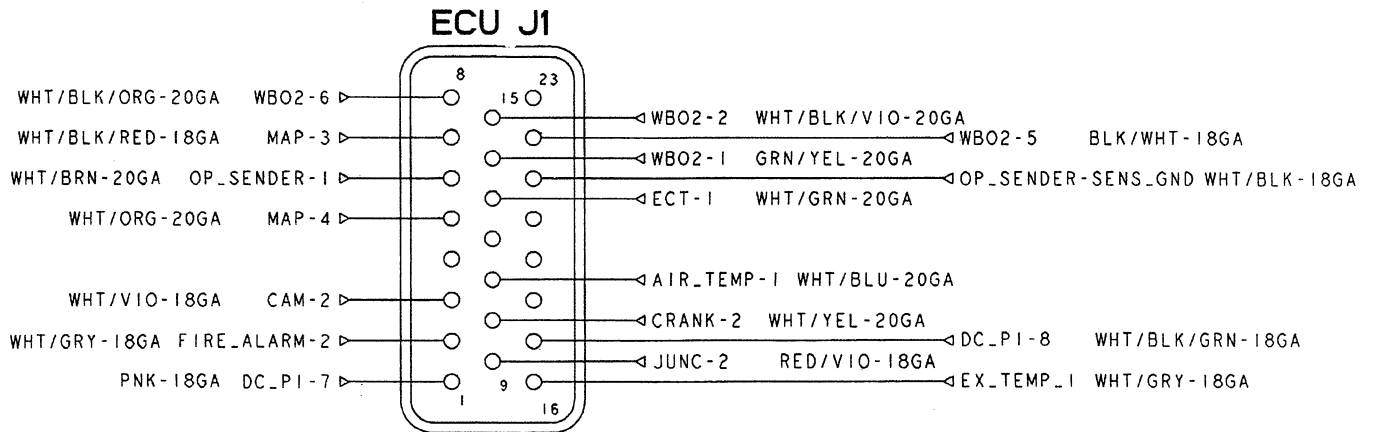 ECU J1
8
23
WHT/BLK/ORG-20GA WBO2-6
15
WBO2-2 WHT/BLK/VIO-20GA
WHT/BLK/RED-18GA MAP-3
WBO2-5 BLK/WHT-18GA
WBO2-1 GRN/YEL-20GA
WHT/BRN-20GA OP_SENDER-1
OP_SENDER-SENS_GND WHT/BLK-18GA
ECT-1 WHT/GRN-20GA
WHT/ORG-20GA MAP-4
AIR_TEMP-1 WHT/BLU-20GA
WHT/VIO-18GA CAM-2
CRANK-2 WHT/YEL-20GA
WHT/GRY-18GA FIRE_ALARM-2
DC_P1-8 WHT/BLK/GRN-18GA
JUNC-2 RED/VIO-18GA
PNK-18GA DC_P1-7
9
EX_TEMP_1 WHT/GRY-18GA
1
16